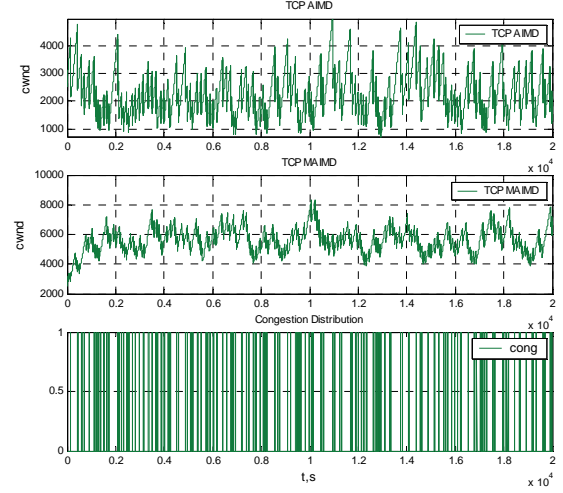 TCP AIMD
TCP AIMD
cwnd
4000
3000
2000
1000
0 0.2 0.4 0.6 0.8 1 1.2 1.4 1.6 1.8 2
x 10^4
TCP MAIMD
TCP MAIMD
cwnd
10000
8000
6000
4000
2000
0 0.2 0.4 0.6 0.8 1 1.2 1.4 1.6 1.8 2
x 10^4
Congestion Distribution
cong
1
0.5
0
0 0.2 0.4 0.6 0.8 1 1.2 1.4 1.6 1.8 2
t,s
x 10^4